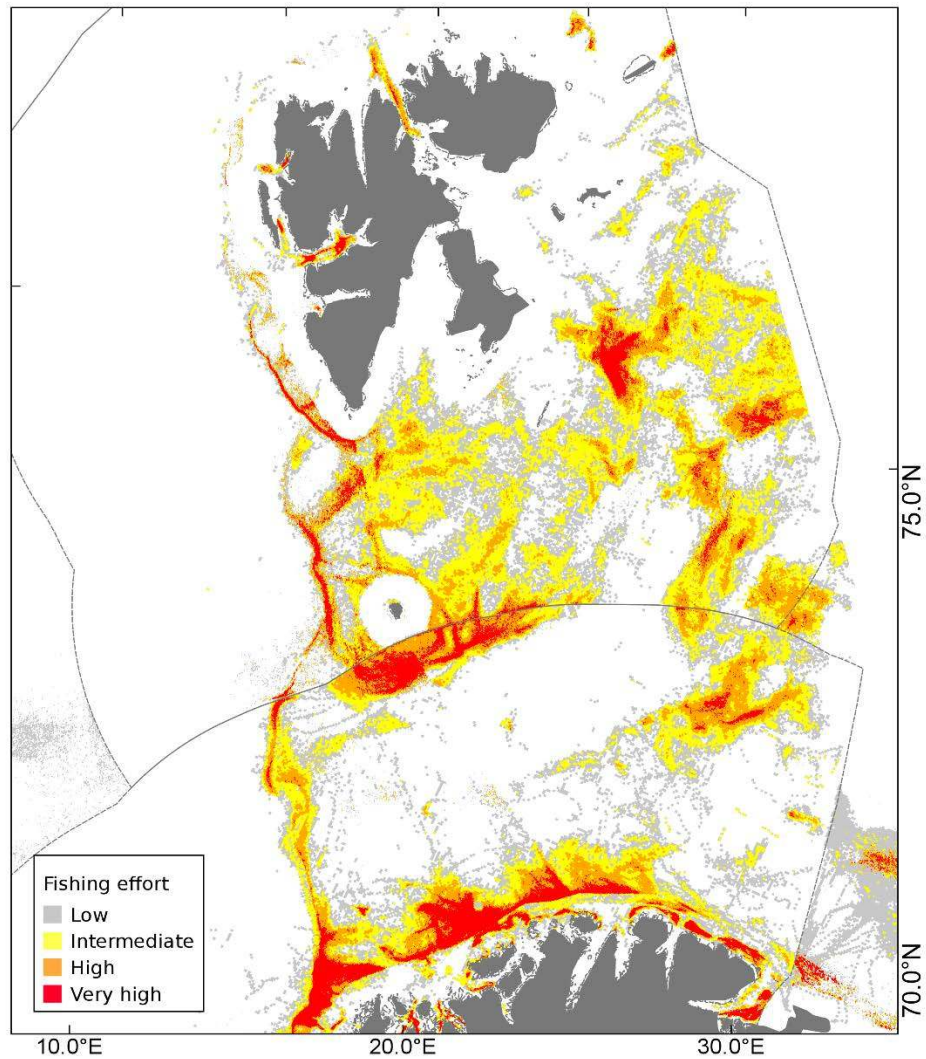 75.0°N
Fishing effort
Low
Intermediate
High
Very high
70.0°N
10.0°E
20.0°E
30.0°E